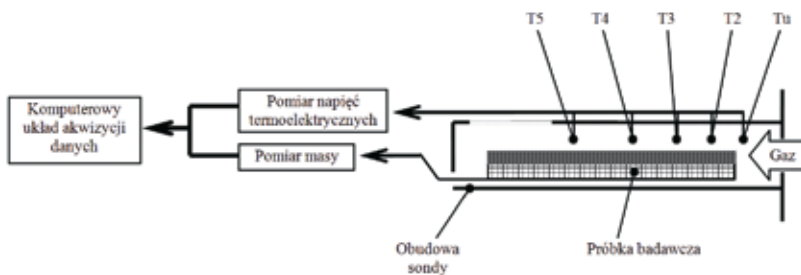 T5 T4 T3 T2 Tu
Pomiar napięć
termoelektrycznych
Komputerowy
układ akwizycji
danych
Pomiar masy
Gaz
Obudowa
sondy
Próbka badawcza